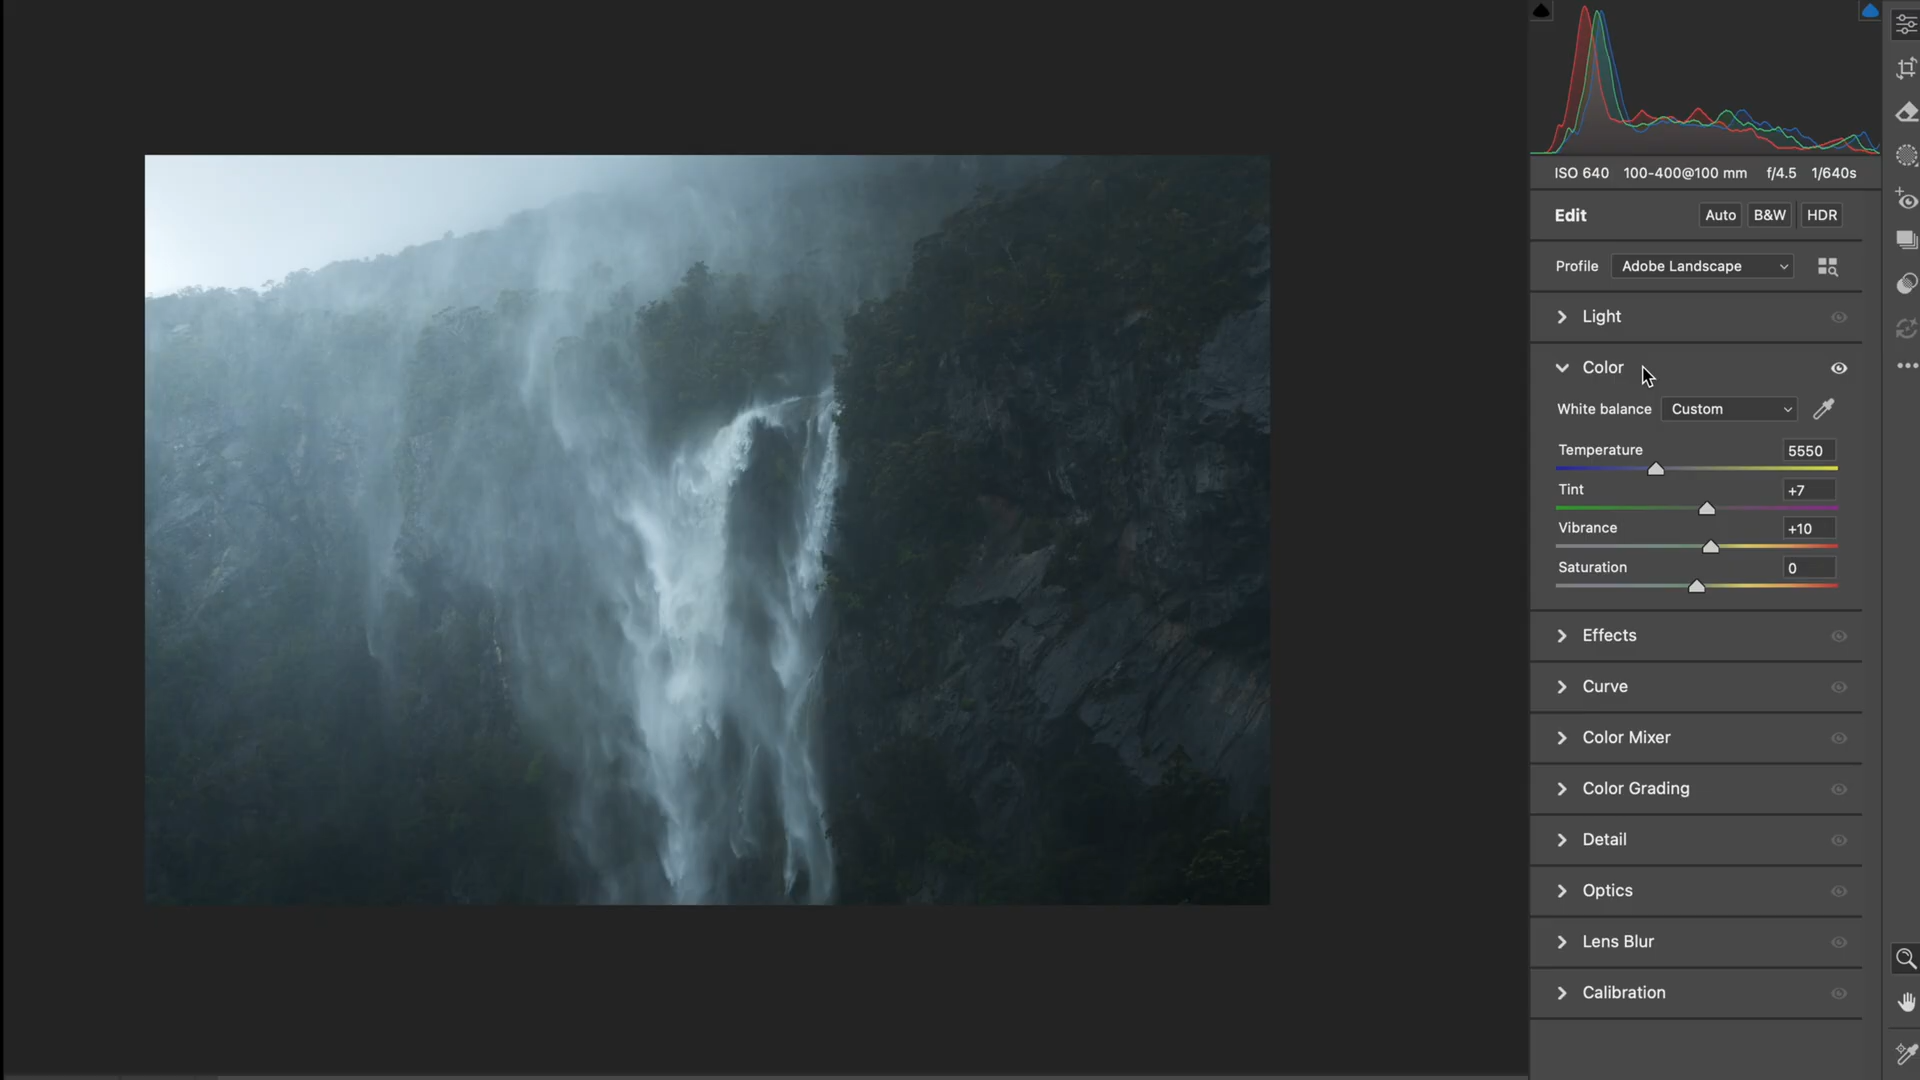 ISO 640 100-400@100 mm f/4.5 1/640s
Edit Auto B&W HDR
Profile Adobe Landscape
Light
Color
White balance Custom
Temperature 5550
Tint +7
Vibrance +10
Saturation 0
Effects
Curve
Color Mixer
Color Grading
Detail
Optics
Lens Blur
Calibration